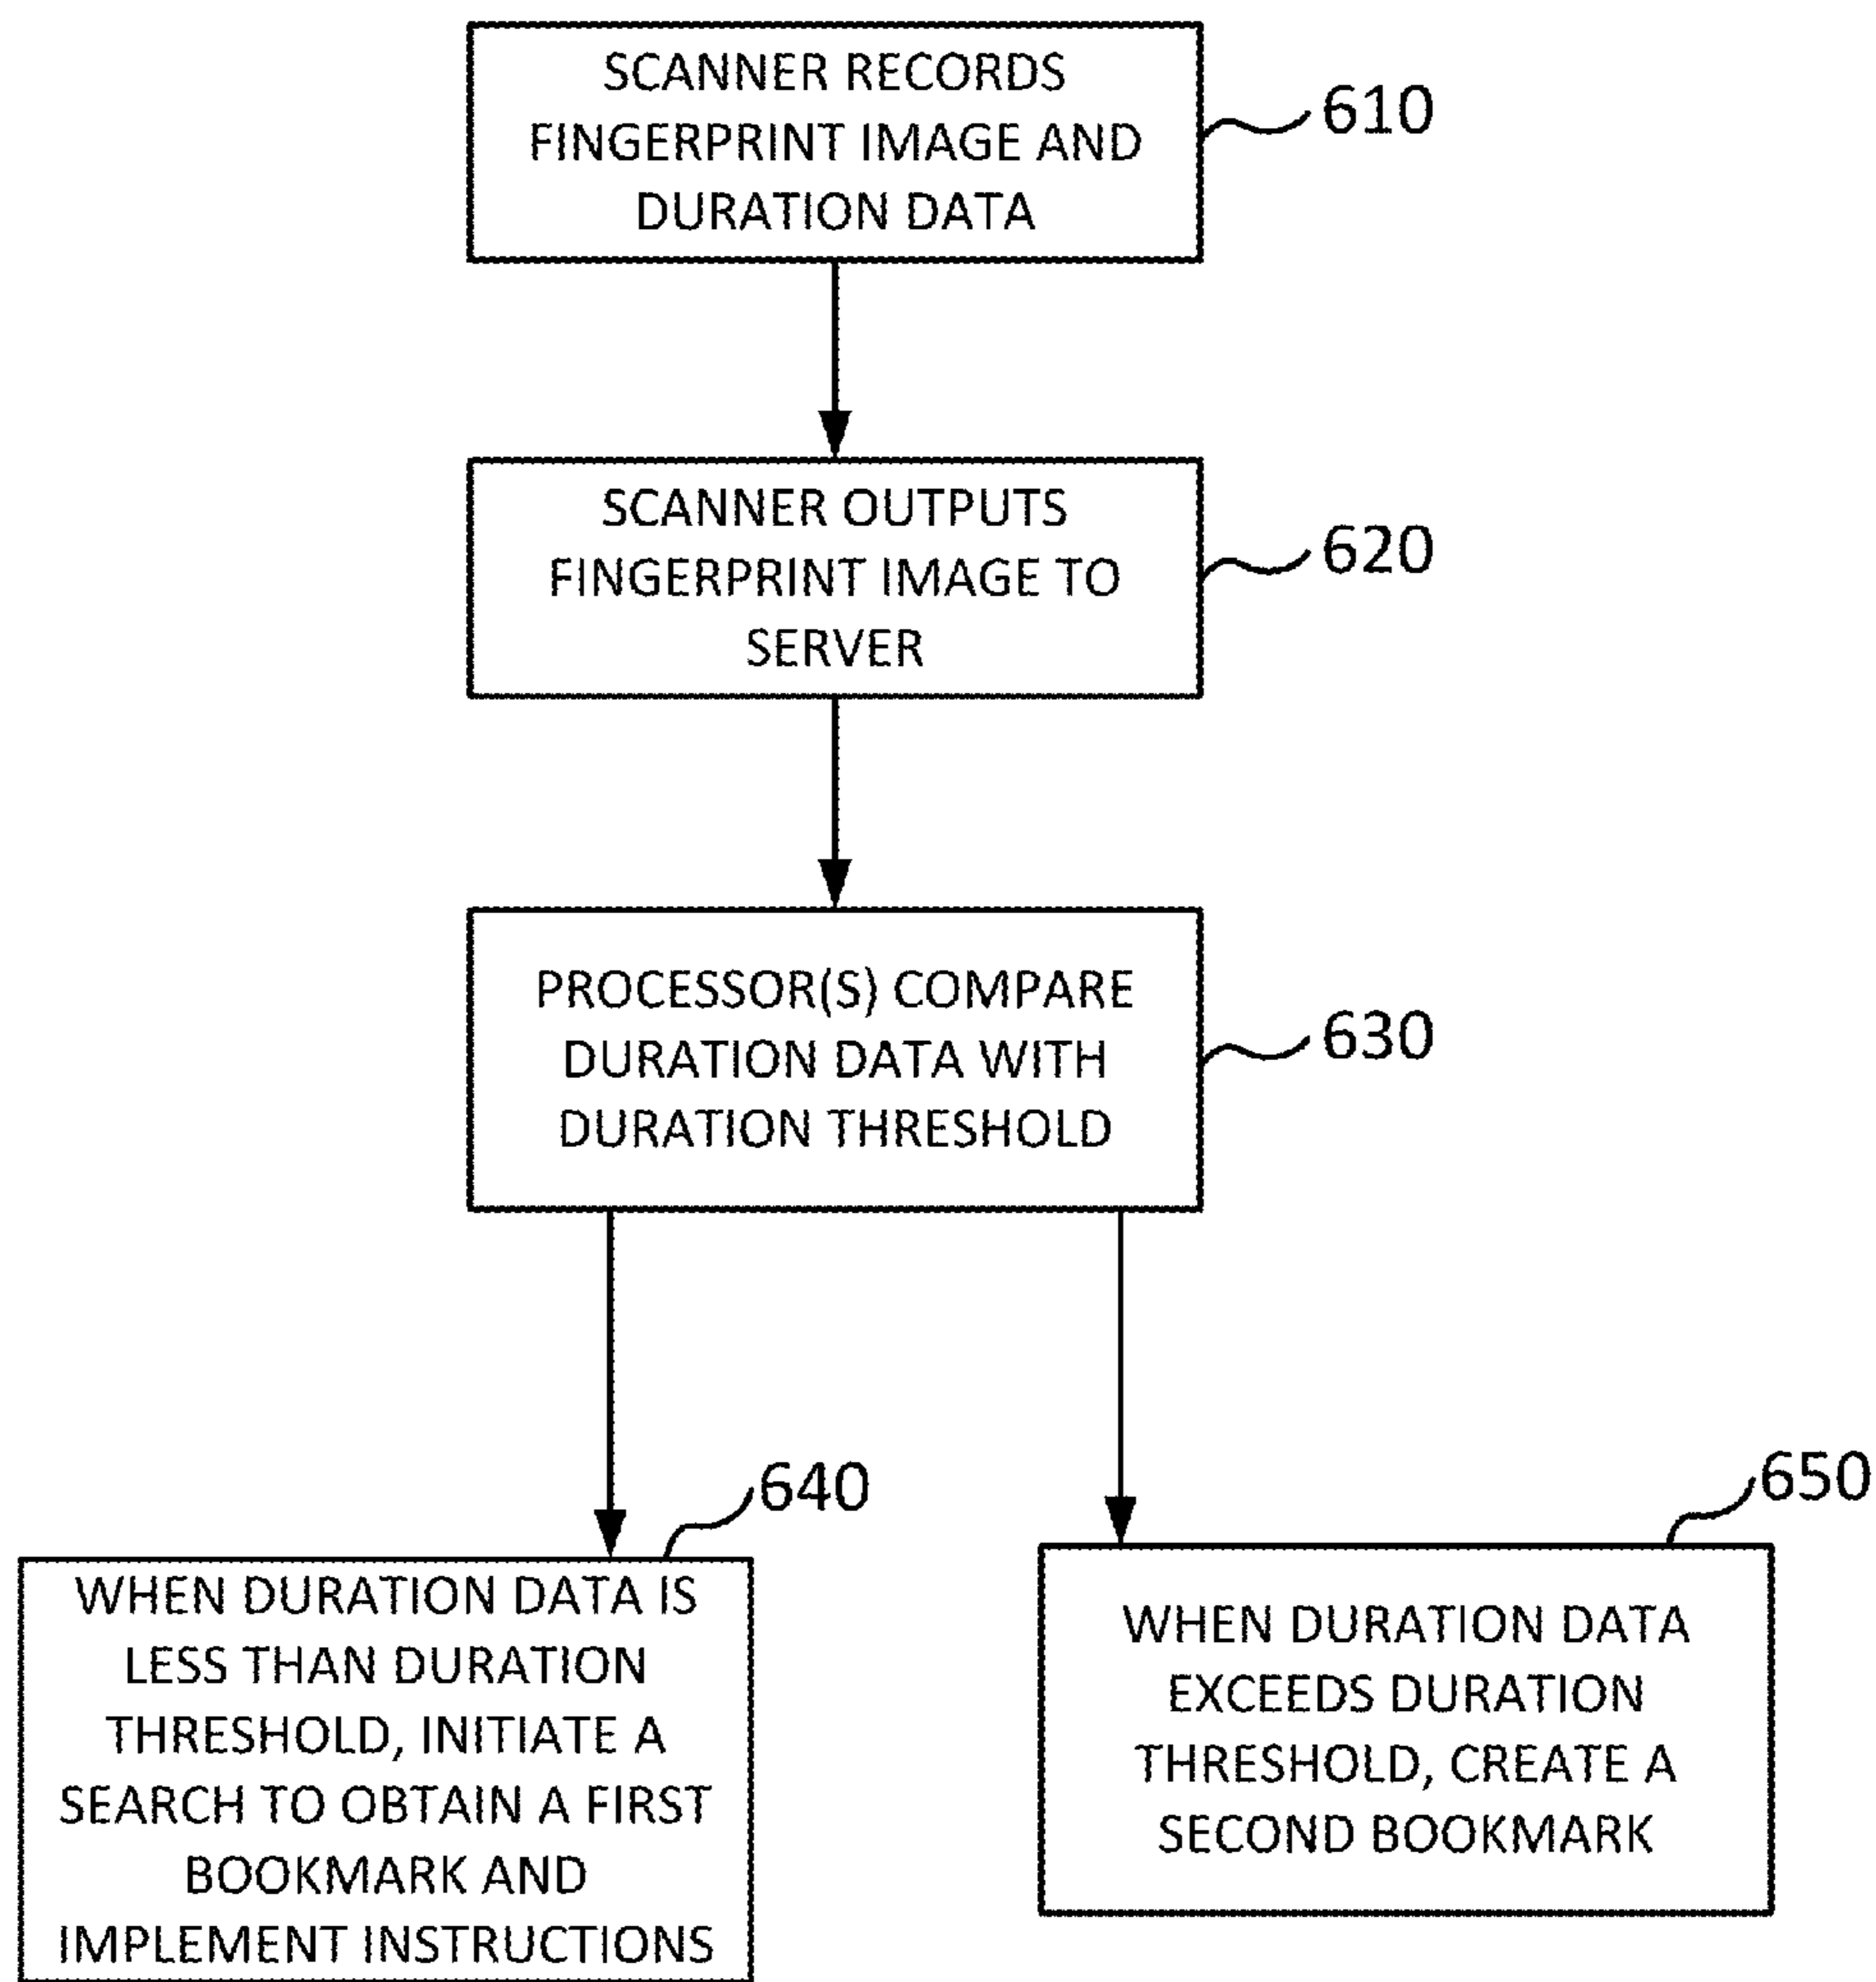 SCANNER RECORDS
FINGERPRINT IMAGE AND
DURATION DATA
610
SCANNER OUTPUTS
FINGERPRINT IMAGE TO
SERVER
620
PROCESSOR(S) COMPARE
DURATION DATA WITH
DURATION THRESHOLD
630
640
WHEN DURATION DATA IS
LESS THAN DURATION
THRESHOLD, INITIATE A
SEARCH TO OBTAIN A FIRST
BOOKMARK AND
IMPLEMENT INSTRUCTIONS
650
WHEN DURATION DATA
EXCEEDS DURATION
THRESHOLD, CREATE A
SECOND BOOKMARK